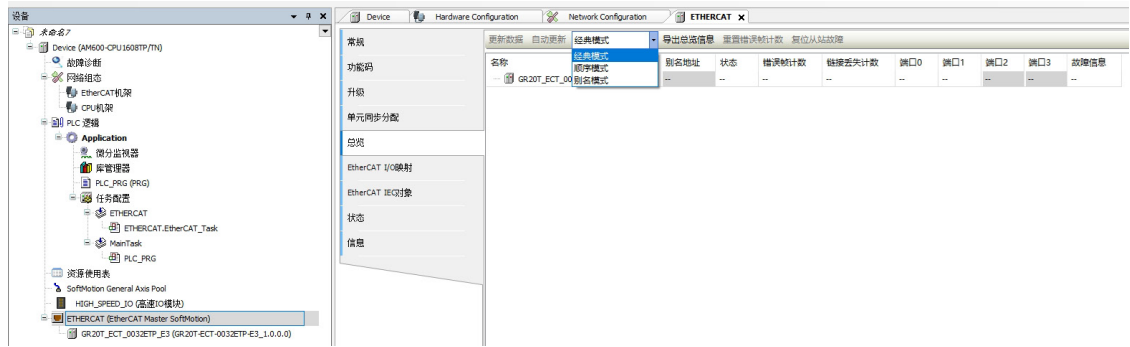 设备
未命名7
Device (AM600-CPU1608TP/TN)
故障诊断
网络组态
EtherCAT机架
CPU机架
PLC 逻辑
Application
微分监视器
库管理器
PLC_PRG (PRG)
任务配置
ETHERCAT
ETHERCAT.EtherCAT_Task
MainTask
PLC_PRG
资源使用表
SoftMotion General Axis Pool
HIGH_SPEED_IO (高速IO模块)
ETHERCAT (EtherCAT Master SoftMotion)
GR20T_ECT_0032ETP_E3 (GR20T-ECT-0032ETP-E3_1.0.0.0)
Device Hardware Configuration Network Configuration ETHERCAT
常规
功能码
升级
单元同步分配
总览
EtherCAT I/O映射
EtherCAT IEC对象
状态
信息
更新数据 自动更新 经典模式 导出总览信息 重置错误帧计数 复位从站故障
经典模式
顺序模式
别名模式
名称 别名地址 状态 错误帧计数 链接丢失计数 端口0 端口1 端口2 端口3 故障信息
GR20T_ECT_00 -- -- -- -- -- -- -- -- --